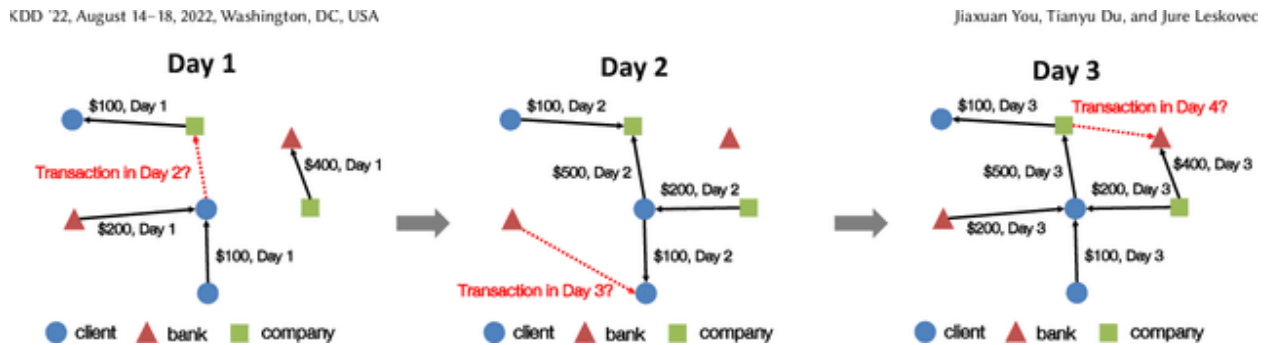 KDD '22, August 14–18, 2022, Washington, DC, USA
Jiaxuan You, Tianyu Du, and Jure Leskovec
Day 1
$100, Day 1
Transaction in Day 2?
$400, Day 1
$200, Day 1
$100, Day 1
client bank company
Day 2
$100, Day 2
$500, Day 2
$200, Day 2
$100, Day 2
Transaction in Day 3?
client bank company
Day 3
$100, Day 3
Transaction in Day 4?
$400, Day 3
$500, Day 3
$200, Day 3
$200, Day 3
$100, Day 3
client bank company